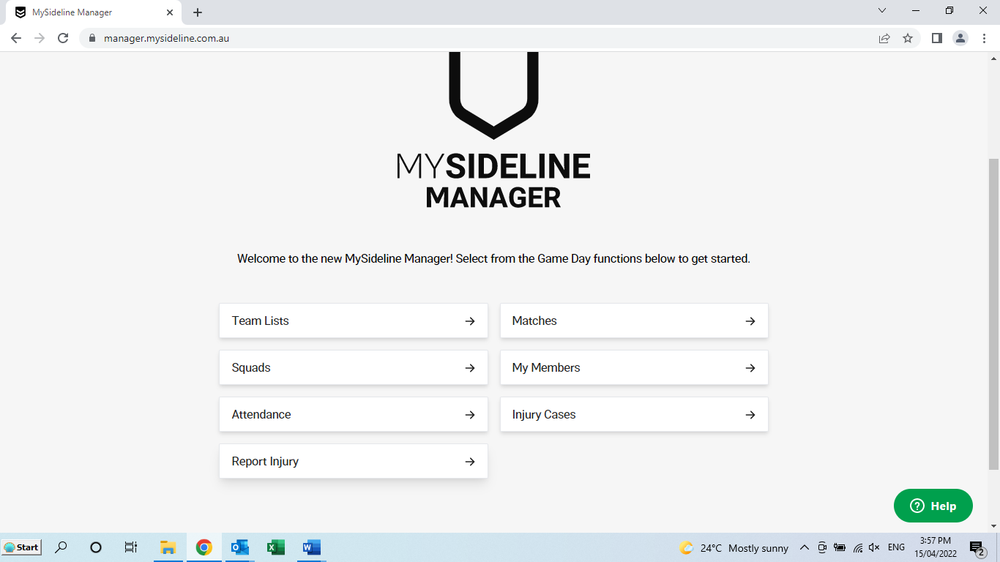 MySideline Manager
manager.mysideline.com.au
MYSIDELINE
MANAGER
Welcome to the new MySideline Manager! Select from the Game Day functions below to get started.
Team Lists
Matches
Squads
My Members
Attendance
Injury Cases
Report Injury
? Help
Start
24°C Mostly sunny
ENG
3:57 PM
15/04/2022
2